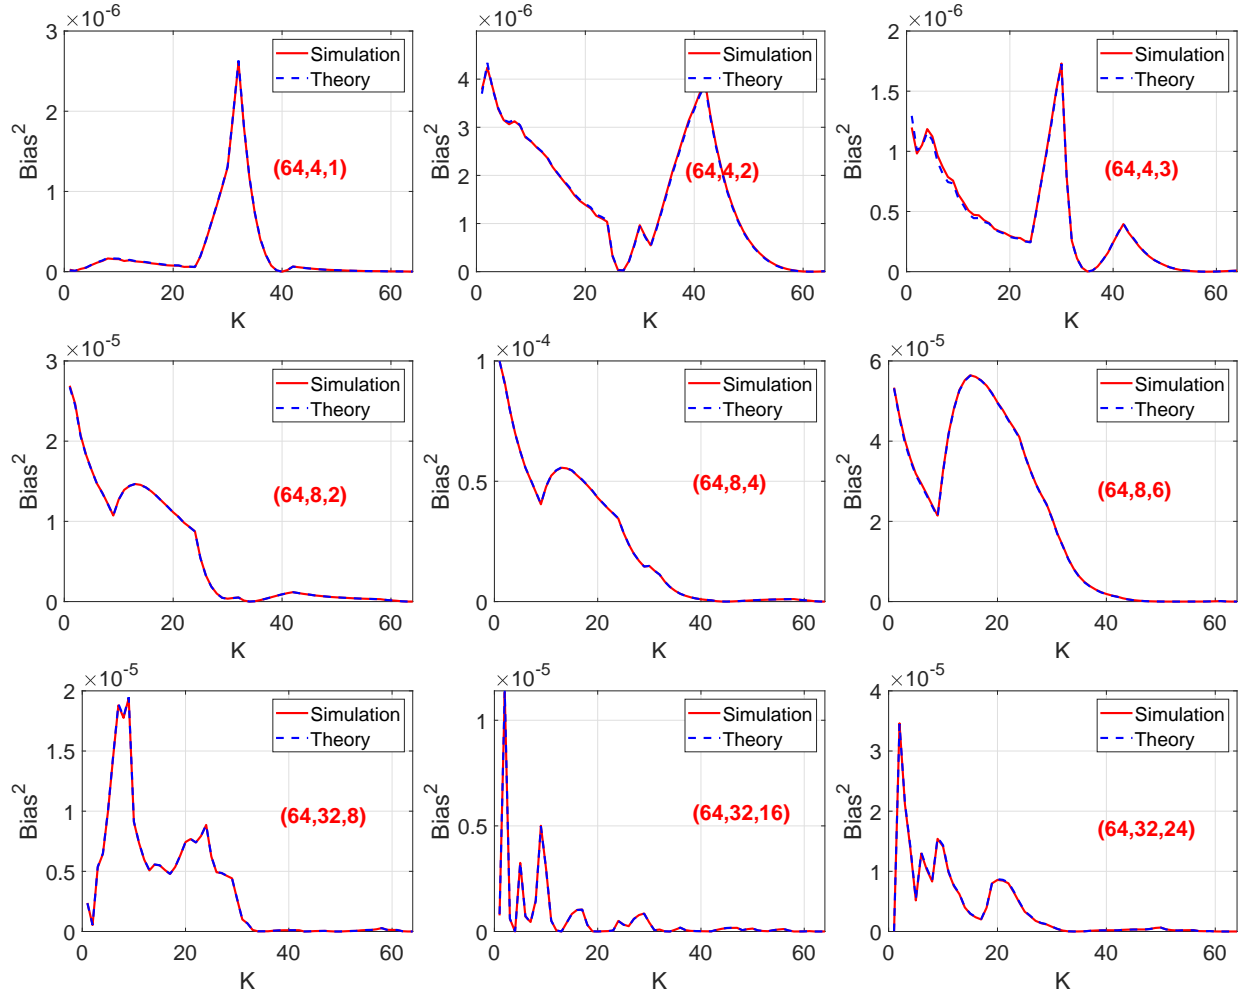 ×10⁻⁶
3
2
1
0
0
20
40
60
Bias²
K
Simulation
Theory
(64,4,1)
×10⁻⁶
4
3
2
1
0
0
20
40
60
Bias²
K
Simulation
Theory
(64,4,2)
×10⁻⁶
2
1.5
1
0.5
0
0
20
40
60
Bias²
K
Simulation
Theory
(64,4,3)
×10⁻⁵
3
2
1
0
0
20
40
60
Bias²
K
Simulation
Theory
(64,8,2)
×10⁻⁴
1
0.5
0
0
20
40
60
Bias²
K
Simulation
Theory
(64,8,4)
×10⁻⁵
6
4
2
0
0
20
40
60
Bias²
K
Simulation
Theory
(64,8,6)
×10⁻⁵
2
1.5
1
0.5
0
0
20
40
60
Bias²
K
Simulation
Theory
(64,32,8)
×10⁻⁵
1
0.5
0
0
20
40
60
Bias²
K
Simulation
Theory
(64,32,16)
×10⁻⁵
4
3
2
1
0
0
20
40
60
Bias²
K
Simulation
Theory
(64,32,24)